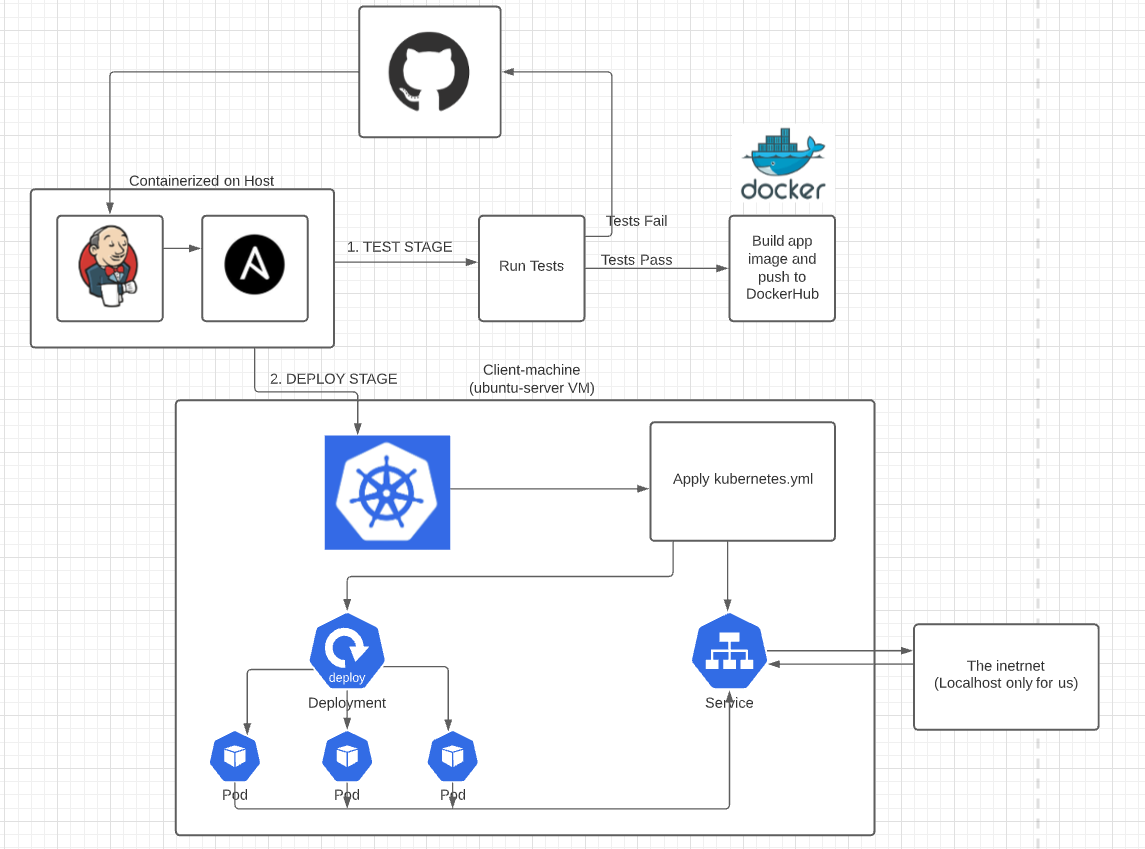 Containerized on Host
docker
1. TEST STAGE
Run Tests
Tests Fail
Tests Pass
Build app
image and
push to
DockerHub
2. DEPLOY STAGE
Client-machine
(ubuntu-server VM)
Apply kubernetes.yml
deploy
Deployment
Service
The inetrnet
(Localhost only for us)
Pod
Pod
Pod